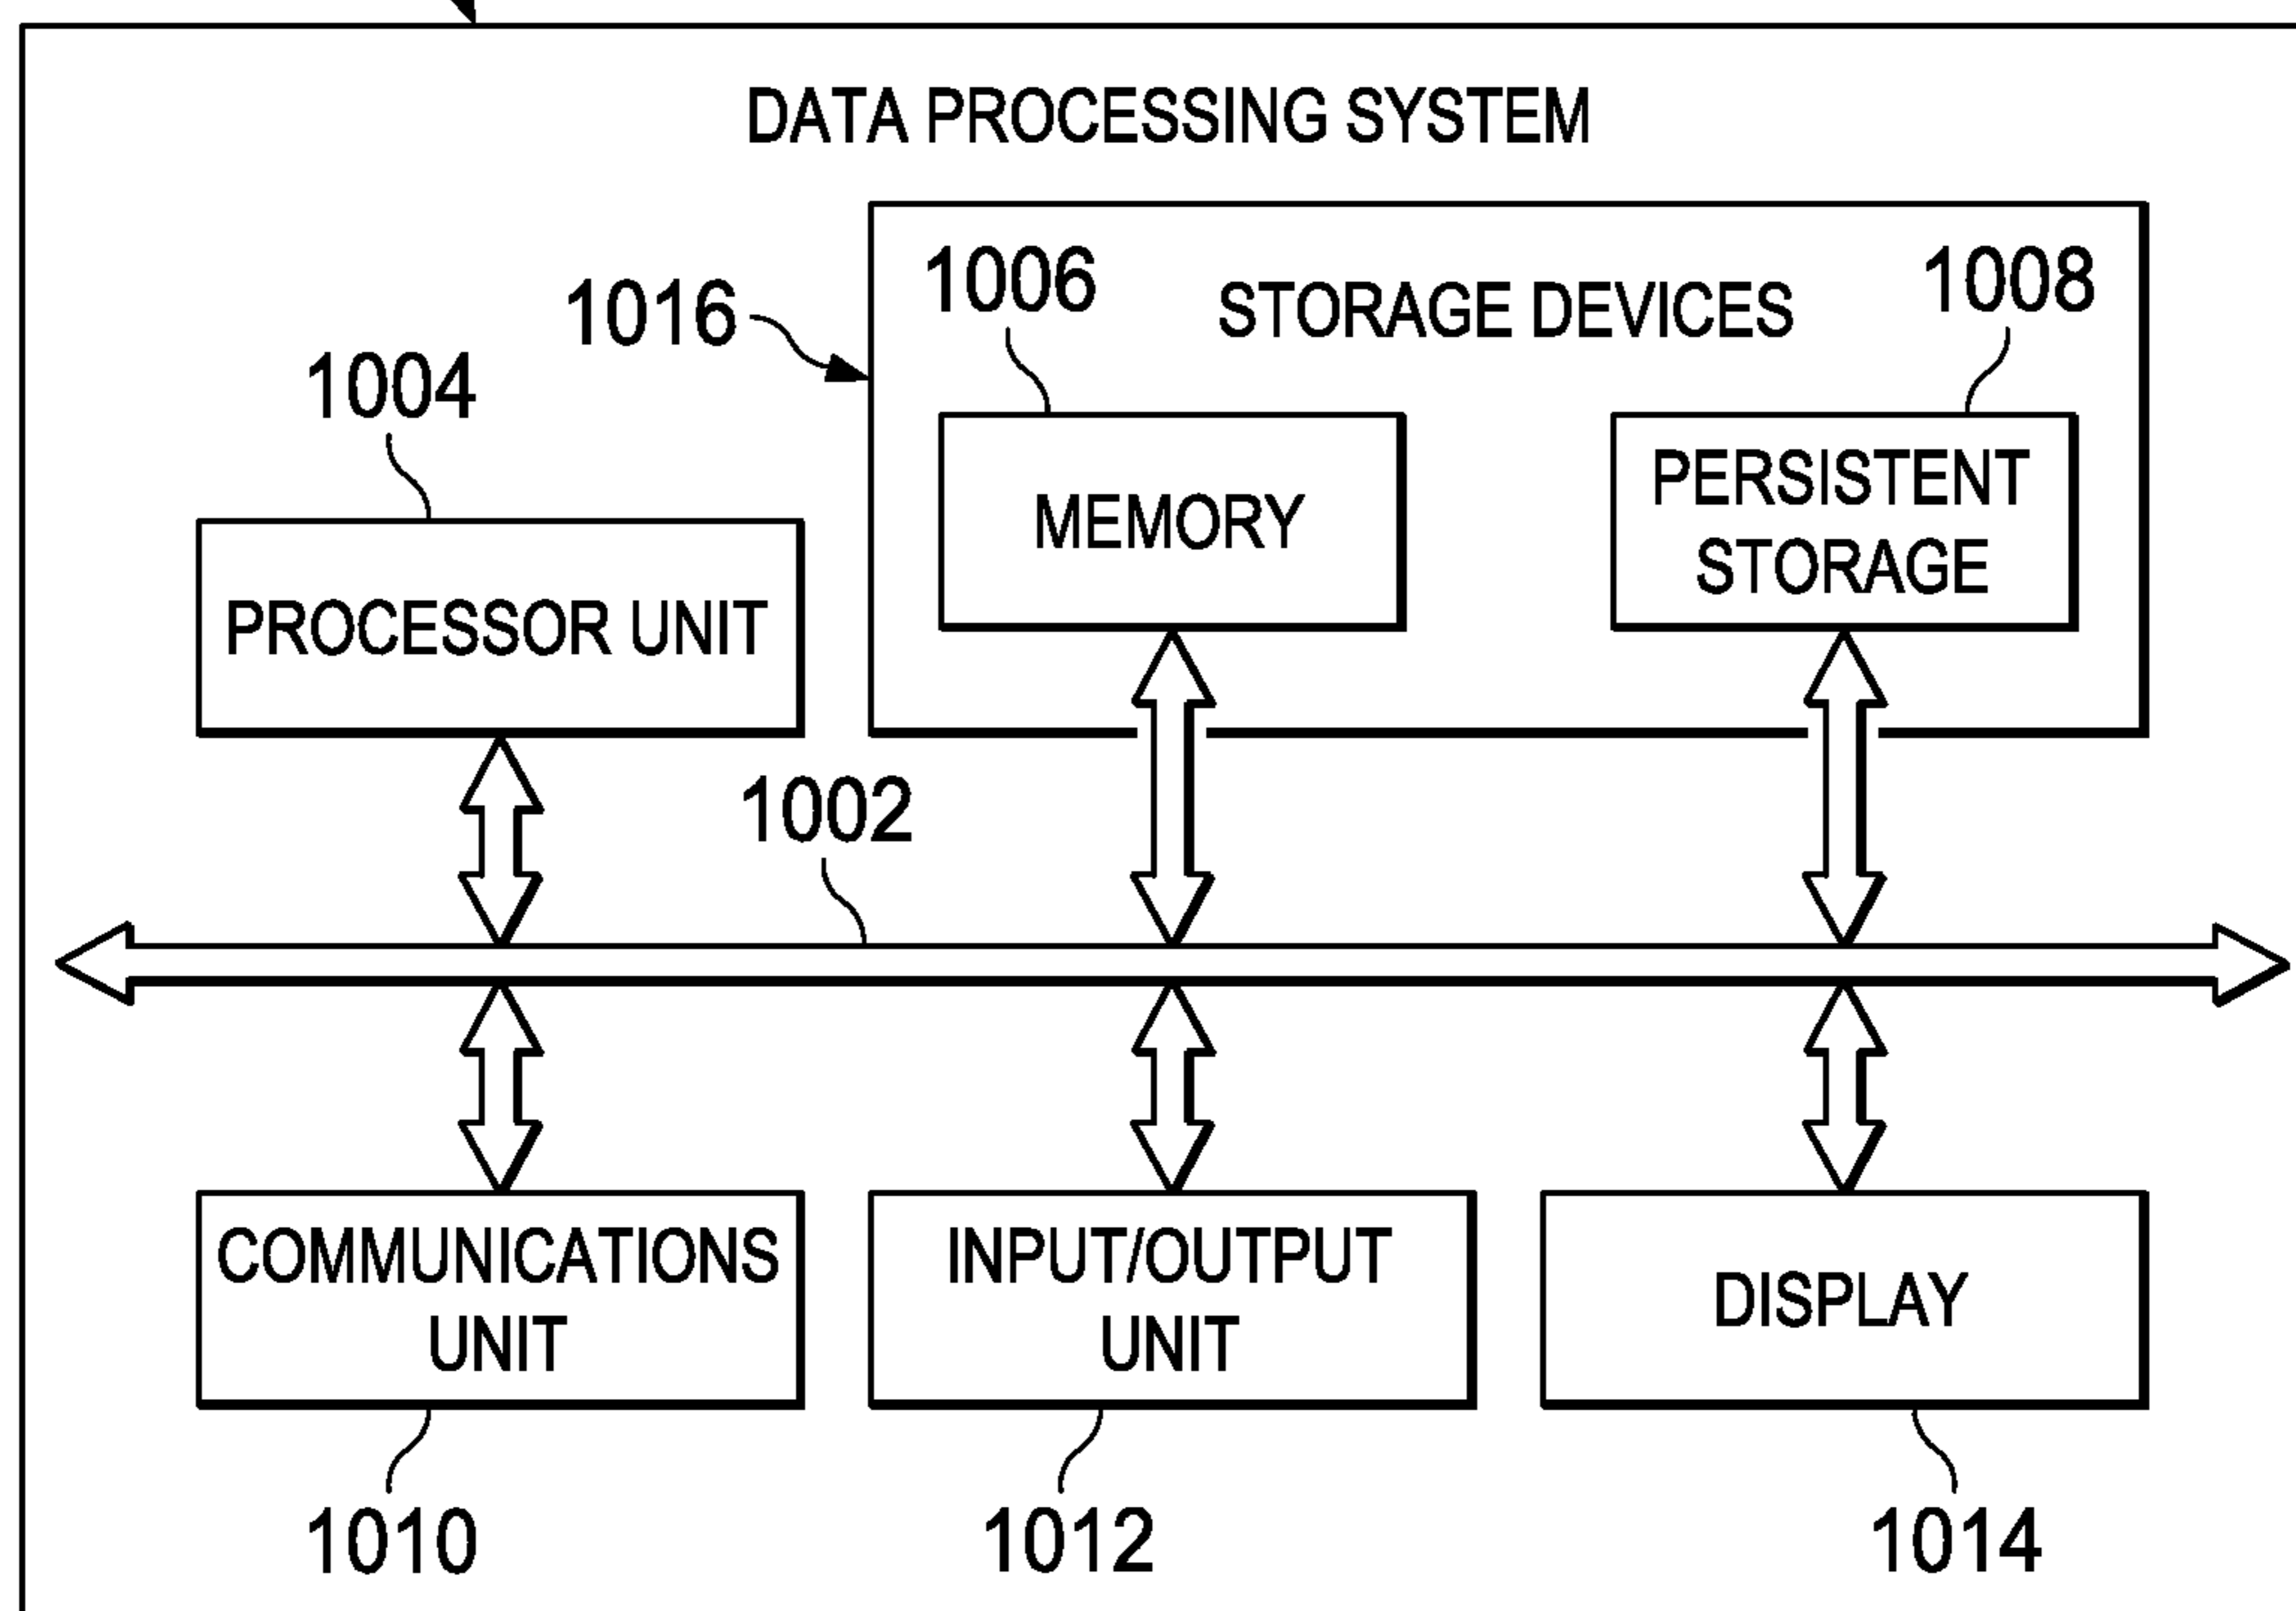 DATA PROCESSING SYSTEM
1016
1006
STORAGE DEVICES
1008
1004
MEMORY
PERSISTENT
STORAGE
PROCESSOR UNIT
1002
COMMUNICATIONS
UNIT
INPUT/OUTPUT
UNIT
DISPLAY
1010
1012
1014